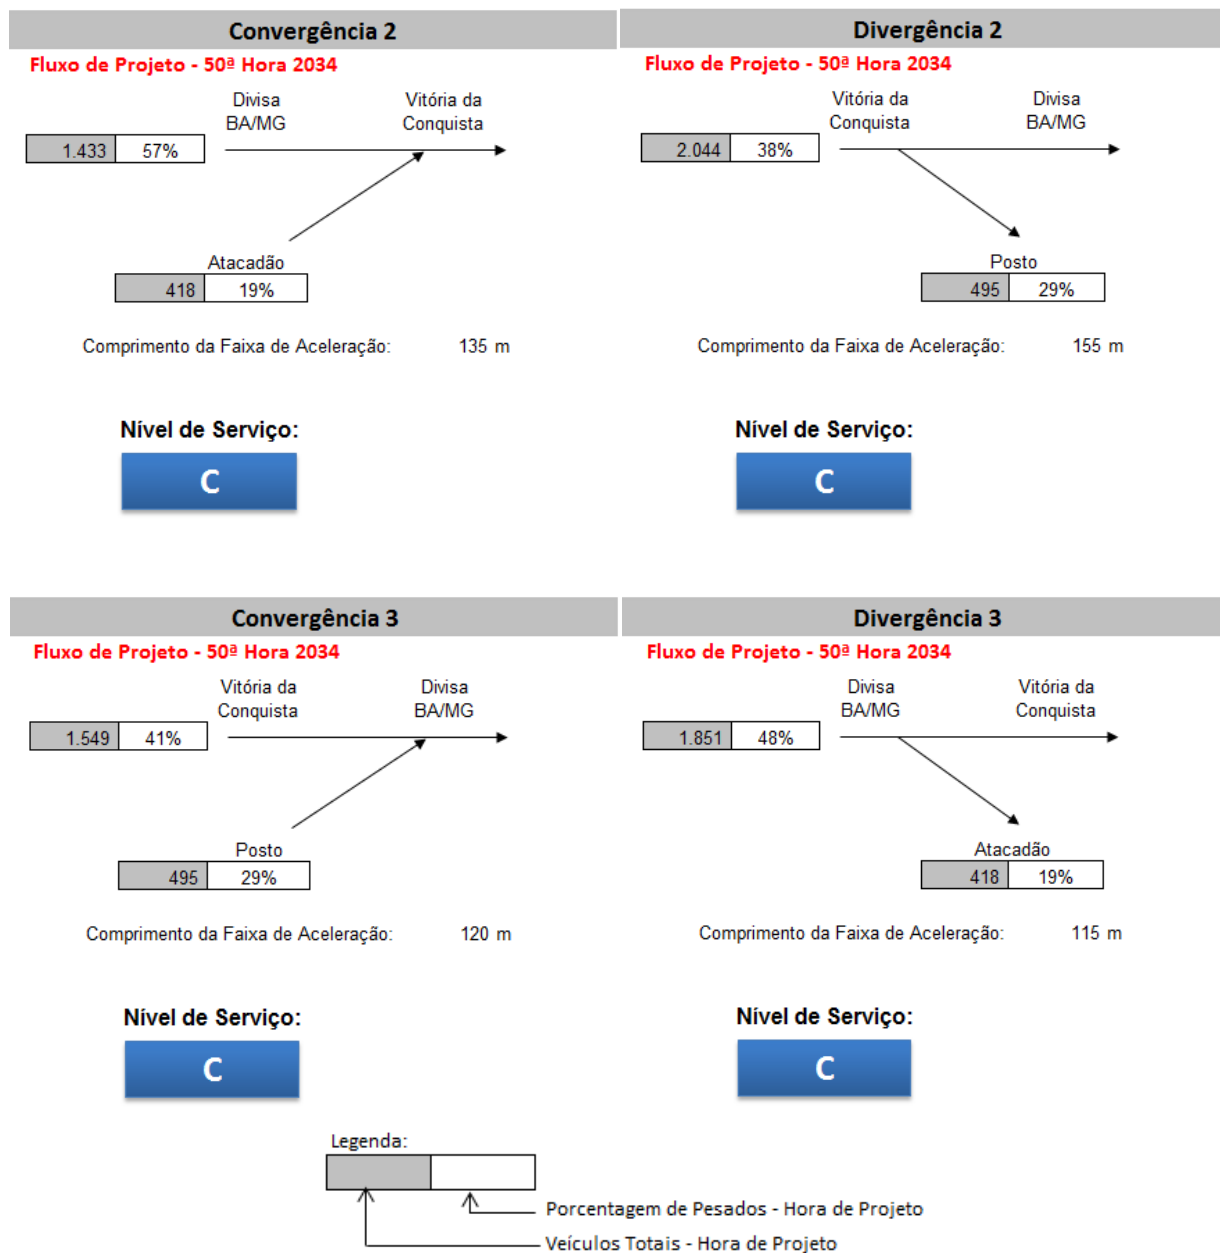 Convergência 2
Fluxo de Projeto - 50ª Hora 2034
Divisa
BA/MG
Vitória da
Conquista
1.433 57%
Atacadão
418 19%
Comprimento da Faixa de Aceleração: 135 m
Nível de Serviço:
C
Divergência 2
Fluxo de Projeto - 50ª Hora 2034
Vitória da
Conquista
Divisa
BA/MG
2.044 38%
Posto
495 29%
Comprimento da Faixa de Aceleração: 155 m
Nível de Serviço:
C
Convergência 3
Fluxo de Projeto - 50ª Hora 2034
Vitória da
Conquista
Divisa
BA/MG
1.549 41%
Posto
495 29%
Comprimento da Faixa de Aceleração: 120 m
Nível de Serviço:
C
Divergência 3
Fluxo de Projeto - 50ª Hora 2034
Divisa
BA/MG
Vitória da
Conquista
1.851 48%
Atacadão
418 19%
Comprimento da Faixa de Aceleração: 115 m
Nível de Serviço:
C
Legenda:
Porcentagem de Pesados - Hora de Projeto
Veículos Totais - Hora de Projeto